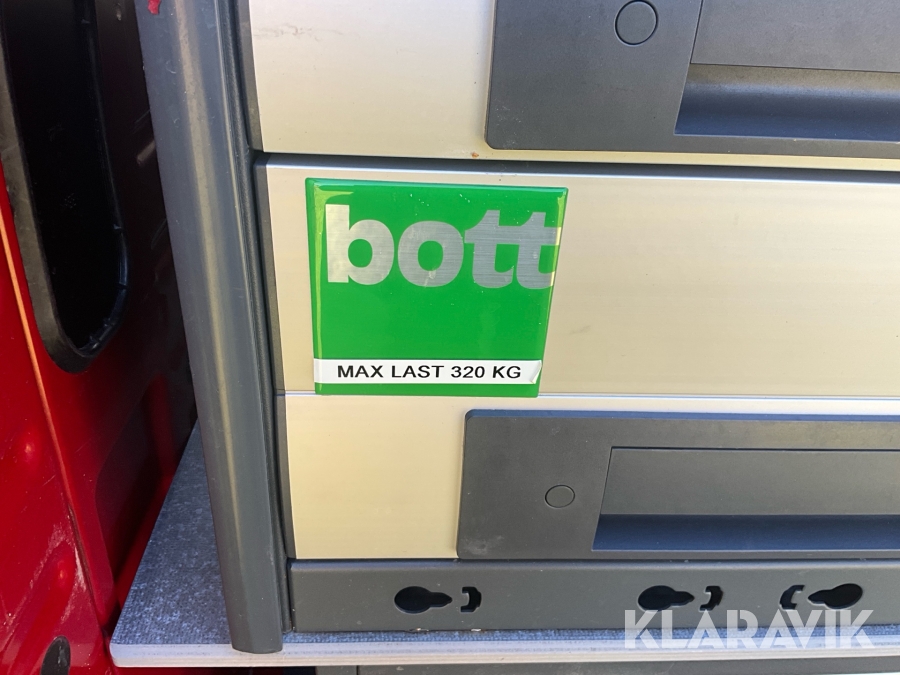 bott
MAX LAST 320 KG
KLARAVIK